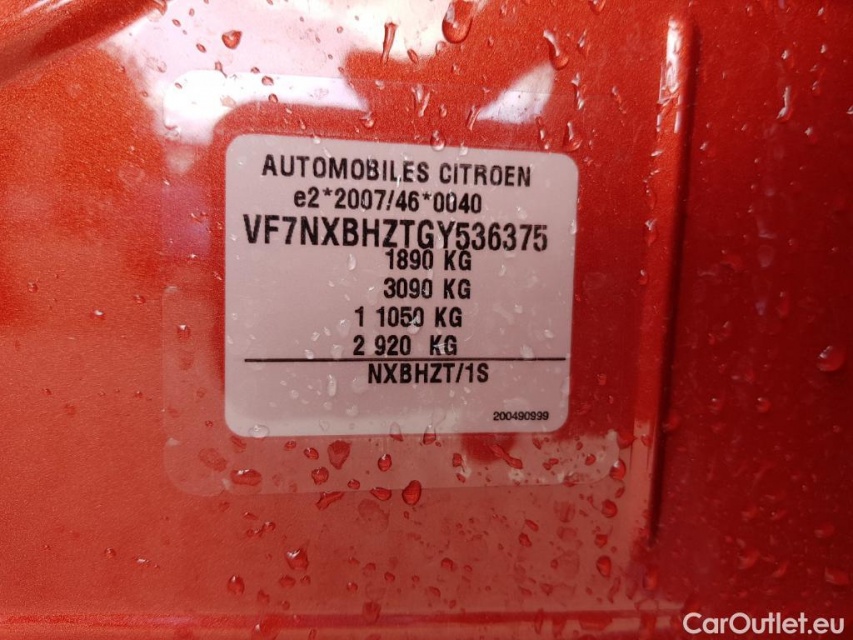 AUTOMOBILES CITROEN
e2*2007/46*0040
VF7NXBHZTGY536375
1890 KG
3090 KG
1 1050 KG
2 920 KG
NXBHZT/1S
200490999
CarOutlet.eu